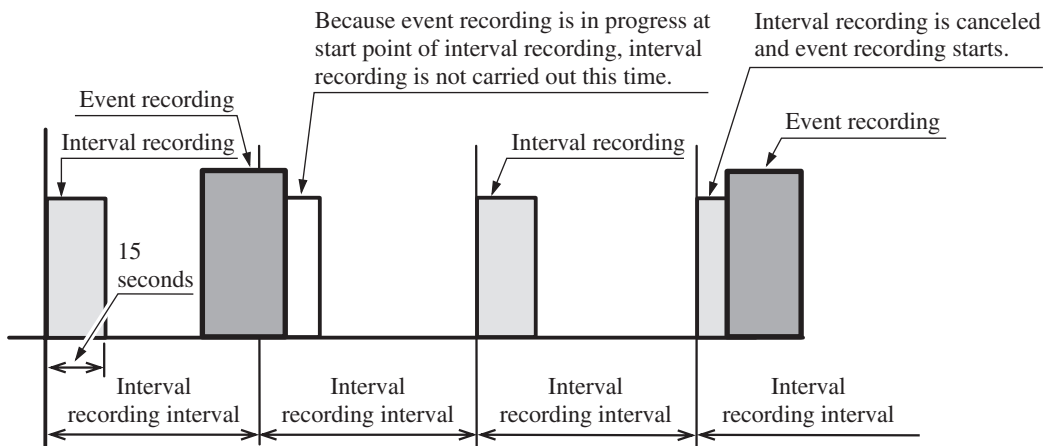 Because event recording is in progress at
start point of interval recording, interval
recording is not carried out this time.
Interval recording is canceled
and event recording starts.
Event recording
Interval recording
Interval recording
Event recording
15
seconds
Interval
recording interval
Interval
recording interval
Interval
recording interval
Interval
recording interval